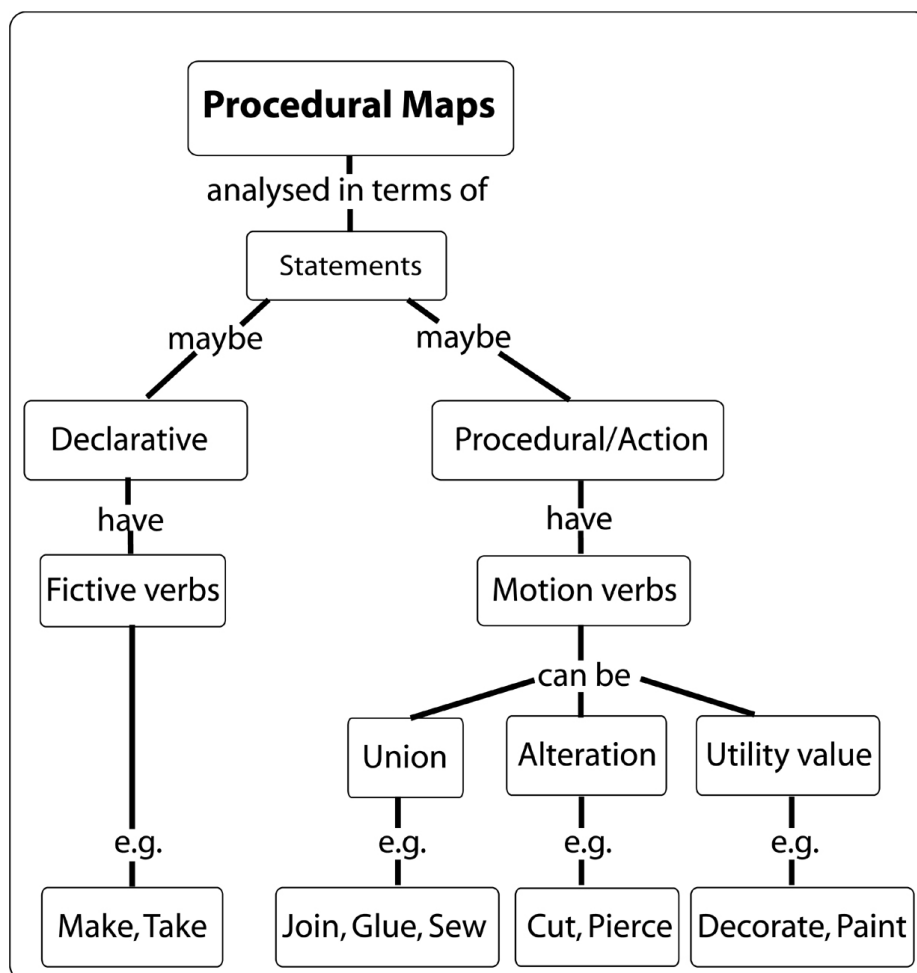 Procedural Maps
analysed in terms of
Statements
maybe
maybe
Declarative
Procedural/Action
have
have
Fictive verbs
Motion verbs
can be
Union
Alteration
Utility value
e.g.
e.g.
e.g.
e.g.
Make, Take
Join, Glue, Sew
Cut, Pierce
Decorate, Paint